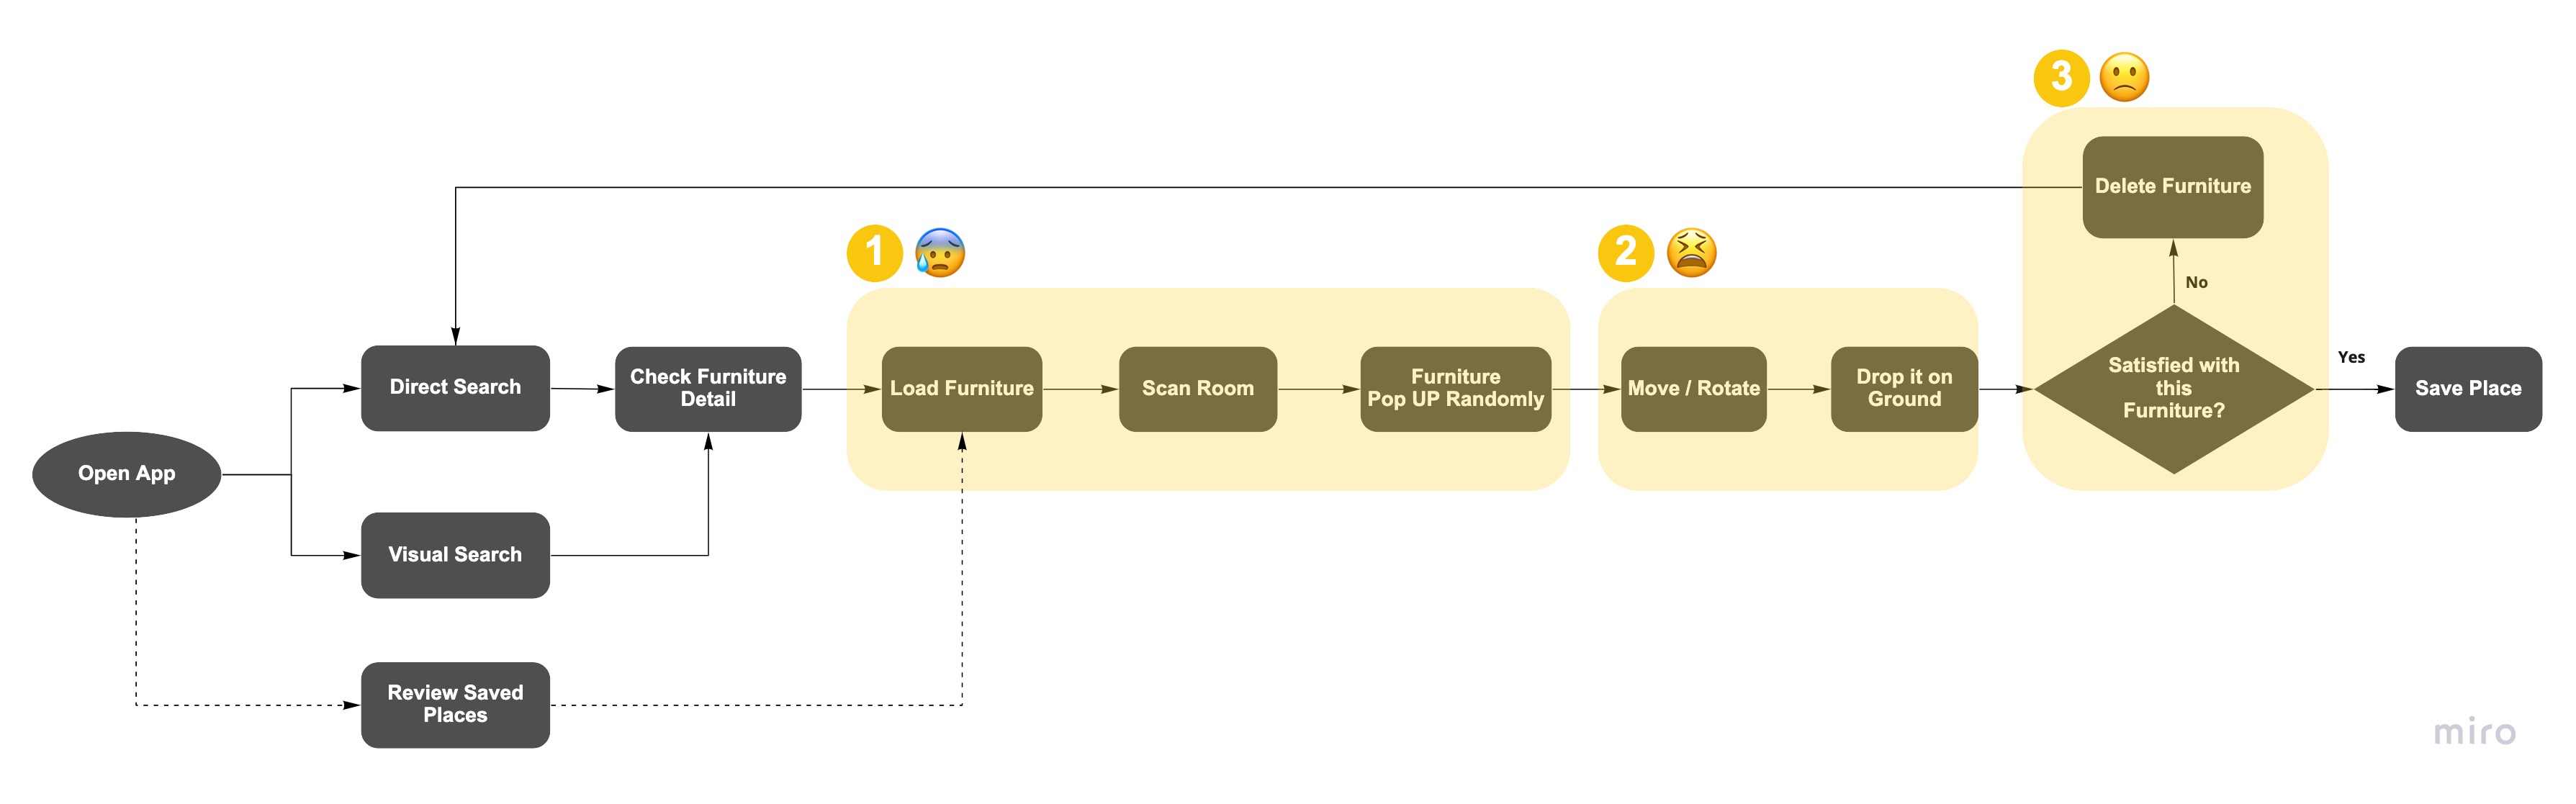 3
Delete Furniture
1
2
No
Direct Search
Check Furniture
Detail
Load Furniture
Scan Room
Furniture
Pop UP Randomly
Move / Rotate
Drop it on
Ground
Satisfied with
this
Furniture?
Yes
Save Place
Open App
Visual Search
Review Saved
Places
miro